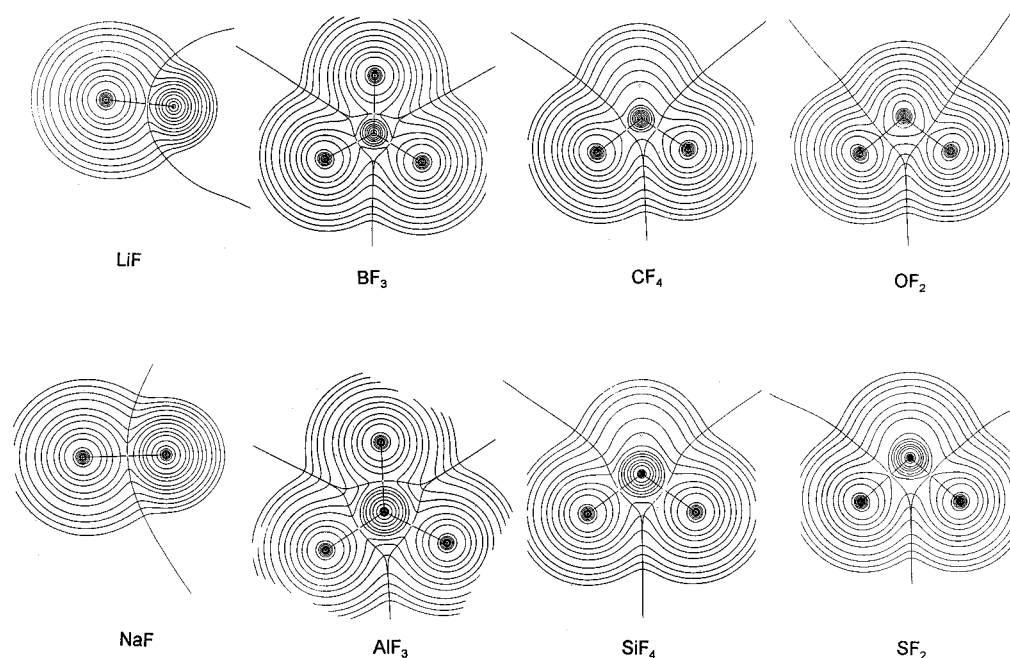 LiF
BF₃
CF₄
OF₂
NaF
AlF₃
SiF₄
SF₂